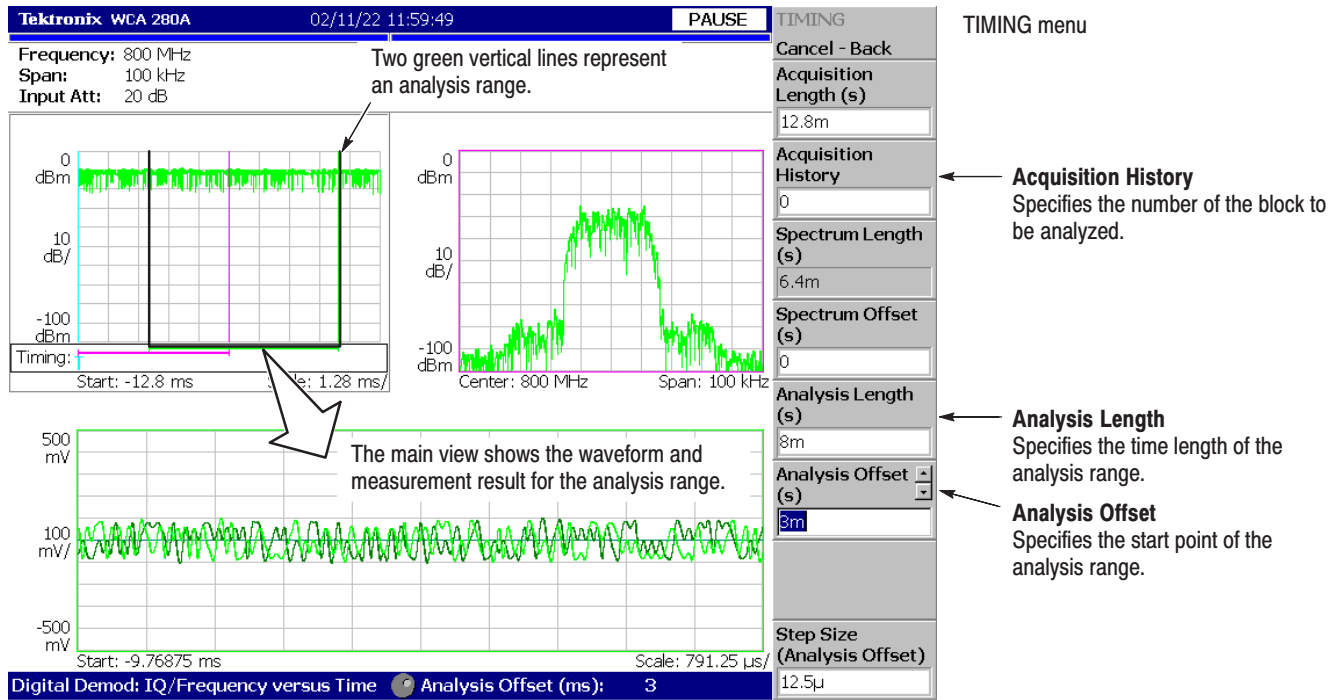 Tektronix WCA 280A 02/11/22 11:59:49 PAUSE
Frequency: 800 MHz
Span: 100 kHz
Input Att: 20 dB
Two green vertical lines represent
an analysis range.
0
dBm
10
dB/
-100
dBm
Timing:
Start: -12.8 ms
1.28 ms/
0
dBm
10
dB/
-100
dBm
Center: 800 MHz
Span: 100 kHz
500
mV
100
mV/
-500
mV
The main view shows the waveform and
measurement result for the analysis range.
Start: -9.76875 ms
Scale: 791.25 µs/
Digital Demod: IQ/Frequency versus Time Analysis Offset (ms): 3
TIMING
Cancel - Back
Acquisition
Length (s)
12.8m
Acquisition
History
0
Spectrum Length
(s)
6.4m
Spectrum Offset
(s)
0
Analysis Length
(s)
8m
Analysis Offset
(s)
3m
Step Size
(Analysis Offset)
12.5µ
TIMING menu
Acquisition History
Specifies the number of the block to
be analyzed.
Analysis Length
Specifies the time length of the
analysis range.
Analysis Offset
Specifies the start point of the
analysis range.